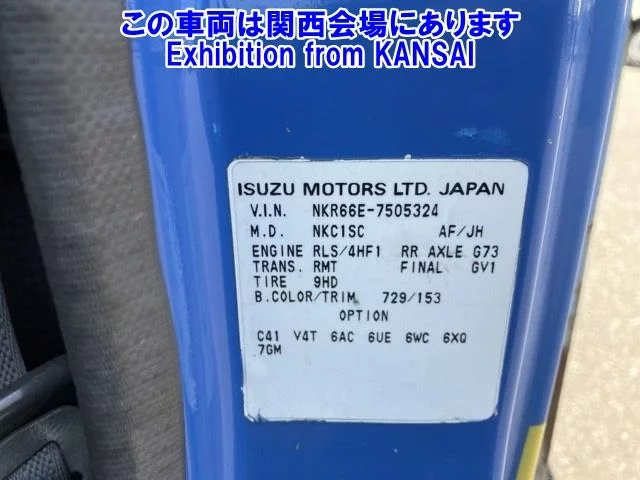 この車両は関西会場にあります
Exhibition from KANSAI
ISUZU MOTORS LTD. JAPAN
V.I.N. NKR66E-7505324
M.D. NKC1SC AF/JH
ENGINE RLS/4HF1 RR AXLE G73
TRANS. RMT FINAL GV1
TIRE 9HD
B.COLOR/TRIM 729/153
OPTION
C41 V4T 6AC 6UE 6WC 6XQ
7GM